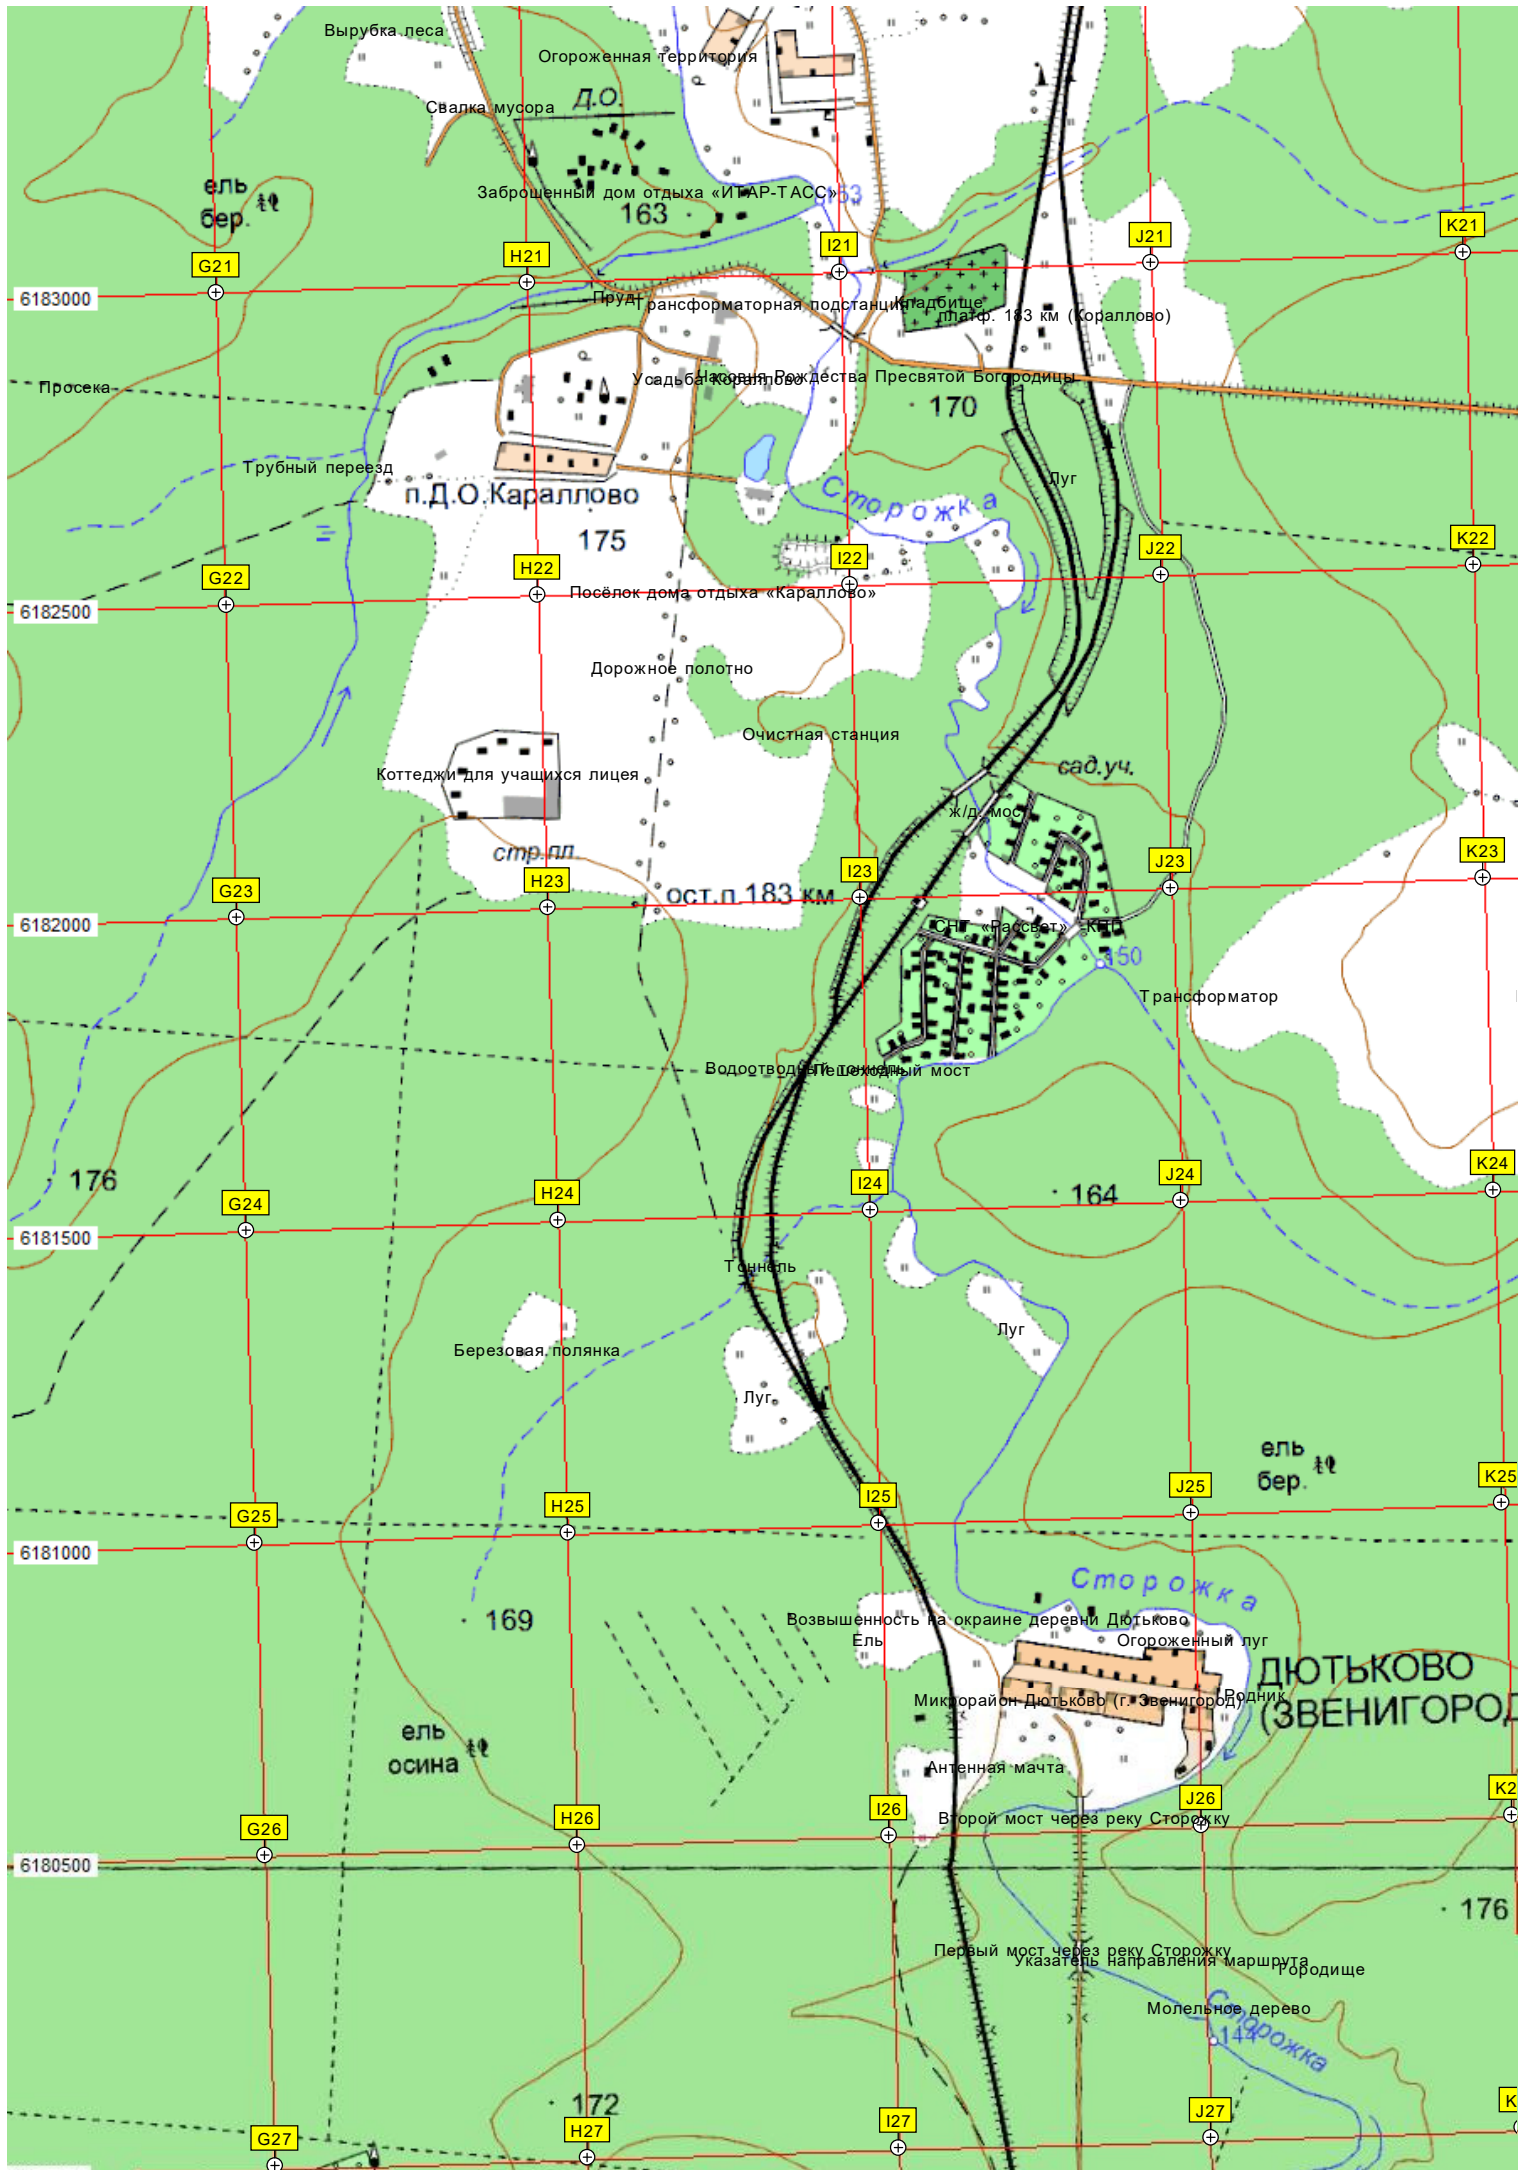 Вырубка леса
Огороженная территория
Свалка мусора
Д.О.
ель
бер.
Заброшенный дом отдыха «ИТАР-ТАСС»
153
163
G21
H21
I21
J21
K21
6183000
Пруд
Трансформаторная подстанция
Кладбище
платф. 183 км (Кораллово)
Просека
Усадьба Кораллово
Часовня Рождества Пресвятой Богородицы
170
Трубный переезд
Луг
п.Д.О.Караллово
Сторожка
175
G22
H22
I22
J22
K22
6182500
Посёлок дома отдыха «Караллово»
Дорожное полотно
Очистная станция
Коттеджи для учащихся лицея
сад.уч.
ж/д. мост
стр.пл.
G23
H23
I23
J23
K23
ост.п.183 км
6182000
СНТ «Рассвет»
КПП
150
Трансформатор
Водоотводный тоннель
Пешеходный мост
176
164
G24
H24
I24
J24
K24
6181500
Тоннель
Луг
Березовая полянка
Луг
ель
бер.
G25
H25
I25
J25
K25
6181000
Сторожка
169
Возвышенность на окраине деревни Дютьково
Ель
Огороженный луг
ДЮТЬКОВО
(ЗВЕНИГОРОД
Микрорайон Дютьково (г. Звенигород)
Родник
ель
осина
Антенная мачта
G26
H26
I26
J26
K2
Второй мост через реку Сторожку
6180500
176
Первый мост через реку Сторожку
Указатель направления маршрута
Городище
Молельное дерево
Сторожка
144
172
G27
H27
I27
J27
K